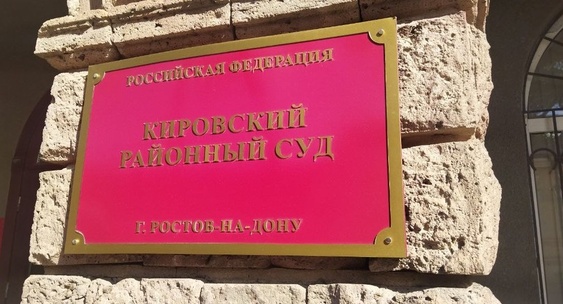 РОССИЙСКАЯ ФЕДЕРАЦИЯ
КИРОВСКИЙ
РАЙОННЫЙ СУД
Г. РОСТОВ-НА-ДОНУ